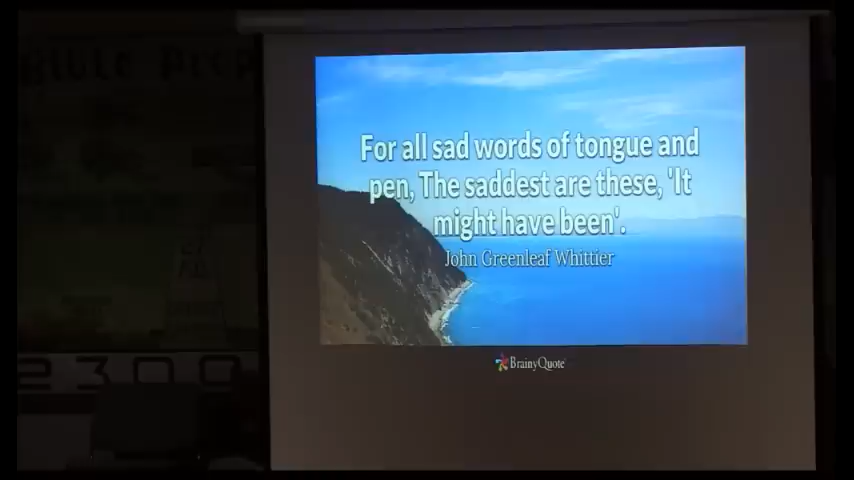 For all sad words of tongue and
pen, The saddest are these, 'It
might have been'.
John Greenleaf Whittier
BrainyQuote
2309